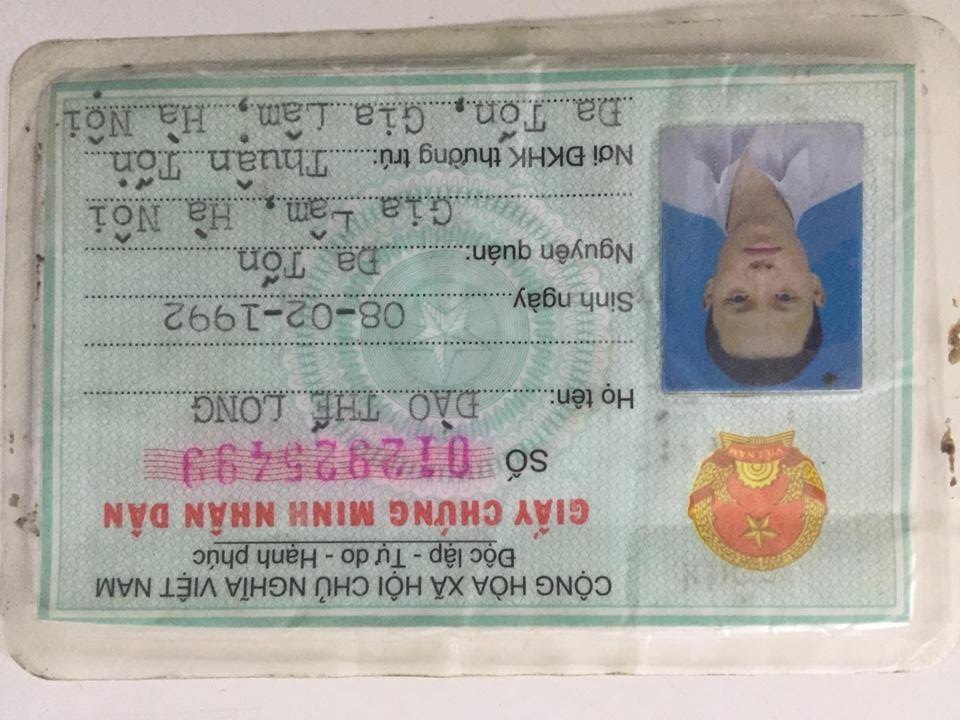 CỘNG HÒA XÃ HỘI CHỦ NGHĨA VIỆT NAM
Độc lập - Tự do - Hạnh phúc
GIẤY CHỨNG MINH NHÂN DÂN
SỐ 012925499
Họ tên: ĐÀO THẾ LONG
Sinh ngày 08-02-1992
Nguyên quán: Đa Tốn
Gia Lâm, Hà Nội
Nơi ĐKHK thường trú: Thuận Tốn
Đa Tốn, Gia Lâm, Hà Nội
VIỆT NAM